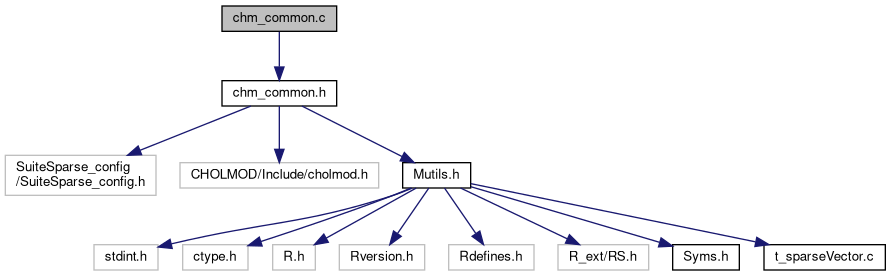 chm_common.c
chm_common.h
SuiteSparse_config
/SuiteSparse_config.h
CHOLMOD/Include/cholmod.h
Mutils.h
stdint.h
ctype.h
R.h
Rversion.h
Rdefines.h
R_ext/RS.h
Syms.h
t_sparseVector.c